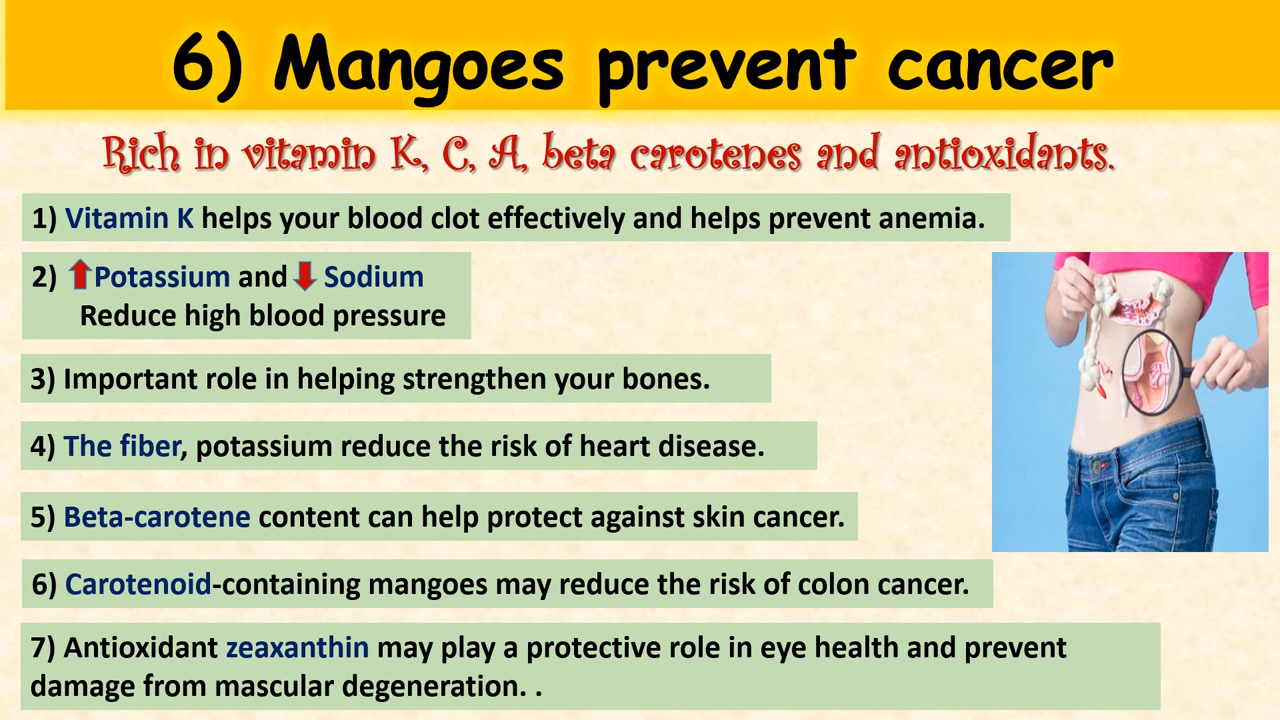 6) Mangoes prevent cancer
Rich in vitamin K, C, A, beta carotenes and antioxidants.
1) Vitamin K helps your blood clot effectively and helps prevent anemia.
2) Potassium and Sodium
Reduce high blood pressure
3) Important role in helping strengthen your bones.
4) The fiber, potassium reduce the risk of heart disease.
5) Beta-carotene content can help protect against skin cancer.
6) Carotenoid-containing mangoes may reduce the risk of colon cancer.
7) Antioxidant zeaxanthin may play a protective role in eye health and prevent
damage from mascular degeneration. .